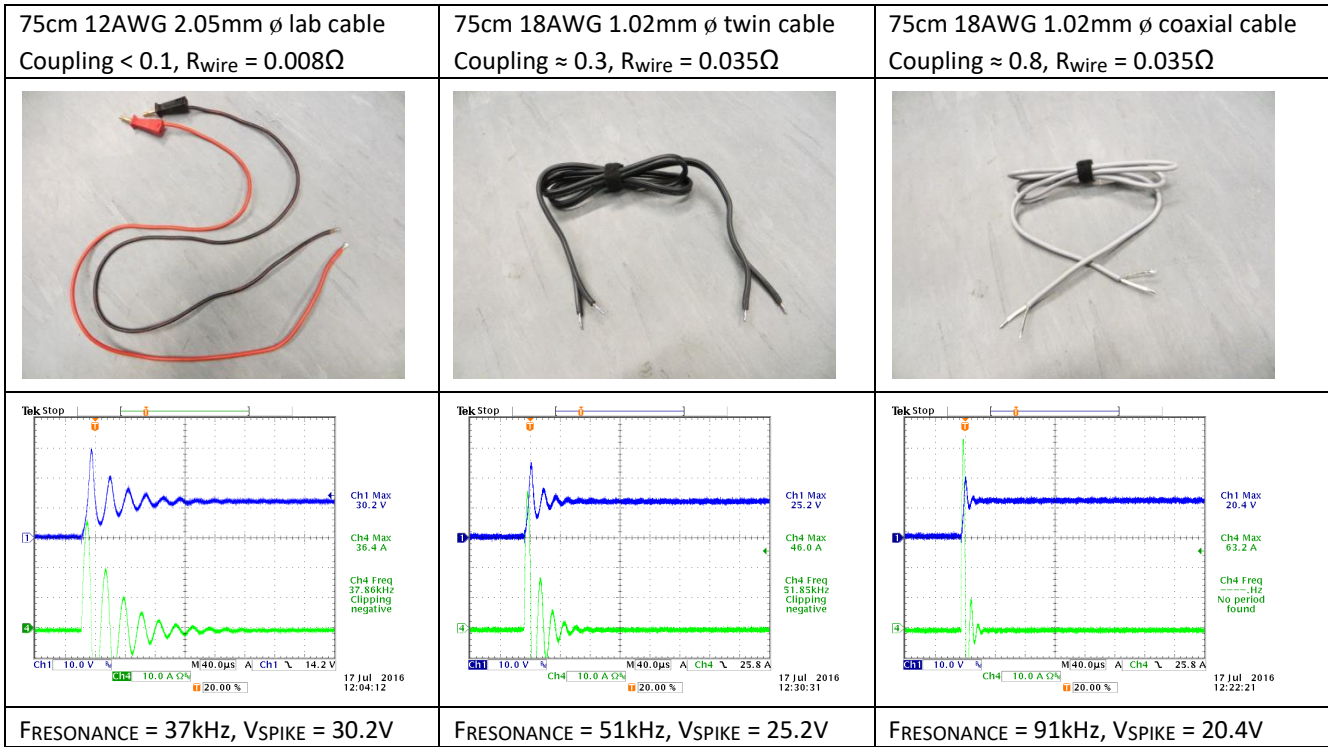 75cm 12AWG 2.05mm ø lab cable
Coupling < 0.1, RWIRE = 0.008Ω
75cm 18AWG 1.02mm ø twin cable
Coupling ≈ 0.3, RWIRE = 0.035Ω
75cm 18AWG 1.02mm ø coaxial cable
Coupling ≈ 0.8, RWIRE = 0.035Ω
Tek Stop
T
T
Ch1 Max
30.2 V
1
Ch4 Max
36.4 A
Ch4 Freq
37.86kHz
Clipping
negative
4
Ch1 10.0 V M 40.0µs A Ch1 14.2 V
Ch4 10.0 A Ω
T 20.00 %
17 Jul 2016
12:04:12
Tek Stop
T
T
Ch1 Max
25.2 V
1
Ch4 Max
46.0 A
Ch4 Freq
51.85kHz
Clipping
negative
4
Ch1 10.0 V M 40.0µs A Ch4 25.8 A
Ch4 10.0 A Ω
T 20.00 %
17 Jul 2016
12:30:31
Tek Stop
T
T
Ch1 Max
20.4 V
1
Ch4 Max
63.2 A
Ch4 Freq
----.Hz
No period
found
4
Ch1 10.0 V M 40.0µs A Ch4 25.8 A
Ch4 10.0 A Ω
T 20.00 %
17 Jul 2016
12:22:21
FRESONANCE = 37kHz, VSPIKE = 30.2V
FRESONANCE = 51kHz, VSPIKE = 25.2V
FRESONANCE = 91kHz, VSPIKE = 20.4V